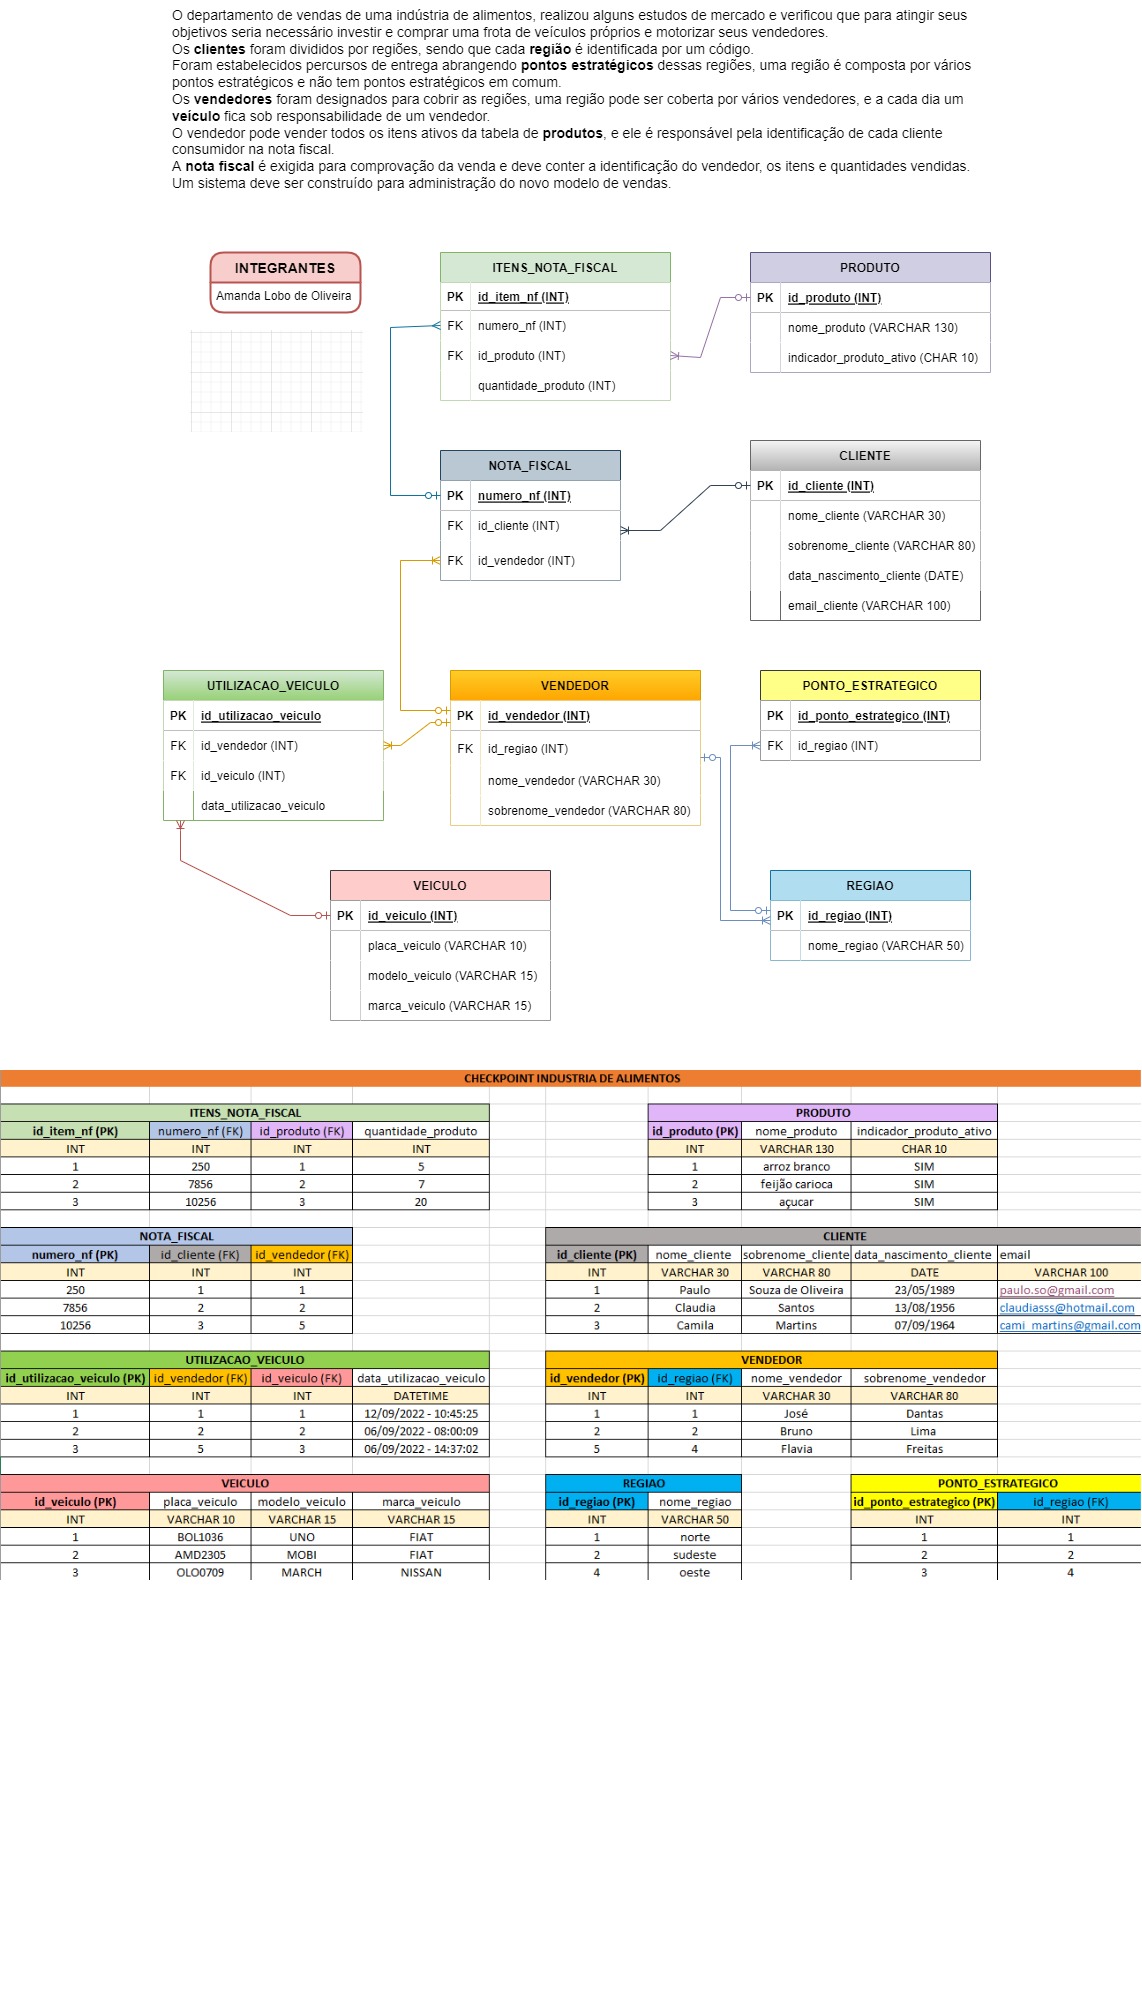 O departamento de vendas de uma indústria de alimentos, realizou alguns estudos de mercado e verificou que para atingir seus
objetivos seria necessário investir e comprar uma frota de veículos próprios e motorizar seus vendedores.
Os clientes foram divididos por regiões, sendo que cada região é identificada por um código.
Foram estabelecidos percursos de entrega abrangendo pontos estratégicos dessas regiões, uma região é composta por vários
pontos estratégicos e não tem pontos estratégicos em comum.
Os vendedores foram designados para cobrir as regiões, uma região pode ser coberta por vários vendedores, e a cada dia um
veículo fica sob responsabilidade de um vendedor.
O vendedor pode vender todos os itens ativos da tabela de produtos, e ele é responsável pela identificação de cada cliente
consumidor na nota fiscal.
A nota fiscal é exigida para comprovação da venda e deve conter a identificação do vendedor, os itens e quantidades vendidas.
Um sistema deve ser construído para administração do novo modelo de vendas.
INTEGRANTES
Amanda Lobo de Oliveira
ITENS_NOTA_FISCAL
PK id_item_nf (INT)
FK numero_nf (INT)
FK id_produto (INT)
quantidade_produto (INT)
PRODUTO
PK id_produto (INT)
nome_produto (VARCHAR 130)
indicador_produto_ativo (CHAR 10)
NOTA_FISCAL
PK numero_nf (INT)
FK id_cliente (INT)
FK id_vendedor (INT)
CLIENTE
PK id_cliente (INT)
nome_cliente (VARCHAR 30)
sobrenome_cliente (VARCHAR 80)
data_nascimento_cliente (DATE)
email_cliente (VARCHAR 100)
UTILIZACAO_VEICULO
PK id_utilizacao_veiculo
FK id_vendedor (INT)
FK id_veiculo (INT)
data_utilizacao_veiculo
VENDEDOR
PK id_vendedor (INT)
FK id_regiao (INT)
nome_vendedor (VARCHAR 30)
sobrenome_vendedor (VARCHAR 80)
PONTO_ESTRATEGICO
PK id_ponto_estrategico (INT)
FK id_regiao (INT)
VEICULO
PK id_veiculo (INT)
placa_veiculo (VARCHAR 10)
modelo_veiculo (VARCHAR 15)
marca_veiculo (VARCHAR 15)
REGIAO
PK id_regiao (INT)
nome_regiao (VARCHAR 50)
CHECKPOINT INDUSTRIA DE ALIMENTOS
ITENS_NOTA_FISCAL
id_item_nf (PK) numero_nf (FK) id_produto (FK) quantidade_produto
INT INT INT INT
1 250 1 5
2 7856 2 7
3 10256 3 20
PRODUTO
id_produto (PK) nome_produto indicador_produto_ativo
INT VARCHAR 130 CHAR 10
1 arroz branco SIM
2 feijão carioca SIM
3 açucar SIM
NOTA_FISCAL
numero_nf (PK) id_cliente (FK) id_vendedor (FK)
INT INT INT
250 1 1
7856 2 2
10256 3 5
CLIENTE
id_cliente (PK) nome_cliente sobrenome_cliente data_nascimento_cliente email
INT VARCHAR 30 VARCHAR 80 DATE VARCHAR 100
1 Paulo Souza de Oliveira 23/05/1989 paulo.so@gmail.com
2 Claudia Santos 13/08/1956 claudiasss@hotmail.com
3 Camila Martins 07/09/1964 cami_martins@gmail.com
UTILIZACAO_VEICULO
id_utilizacao_veiculo (PK) id_vendedor (FK) id_veiculo (FK) data_utilizacao_veiculo
INT INT INT DATETIME
1 1 1 12/09/2022 - 10:45:25
2 2 2 06/09/2022 - 08:00:09
3 5 3 06/09/2022 - 14:37:02
VENDEDOR
id_vendedor (PK) id_regiao (FK) nome_vendedor sobrenome_vendedor
INT INT VARCHAR 30 VARCHAR 80
1 1 José Dantas
2 2 Bruno Lima
5 4 Flavia Freitas
VEICULO
id_veiculo (PK) placa_veiculo modelo_veiculo marca_veiculo
INT VARCHAR 10 VARCHAR 15 VARCHAR 15
1 BOL1036 UNO FIAT
2 AMD2305 MOBI FIAT
3 OLO0709 MARCH NISSAN
REGIAO
id_regiao (PK) nome_regiao
INT VARCHAR 50
1 norte
2 sudeste
4 oeste
PONTO_ESTRATEGICO
id_ponto_estrategico (PK) id_regiao (FK)
INT INT
1 1
2 2
3 4